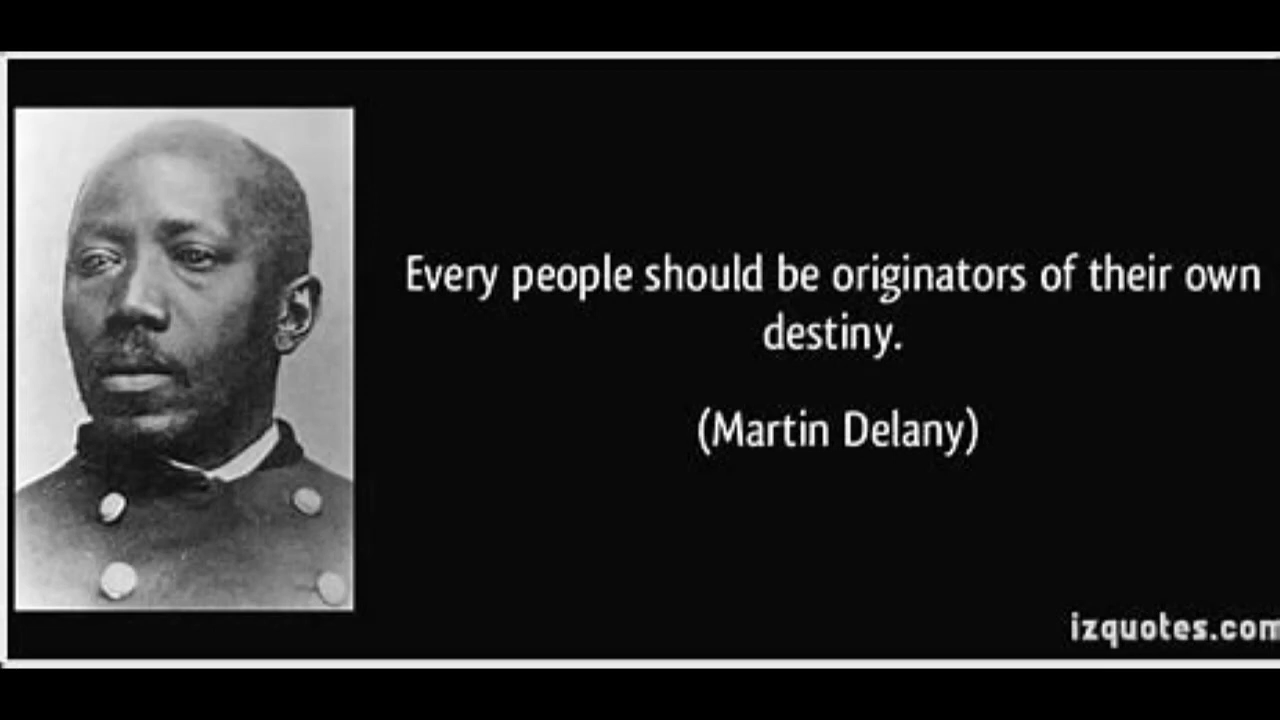 Every people should be originators of their own
destiny.
(Martin Delany)
izquotes.com